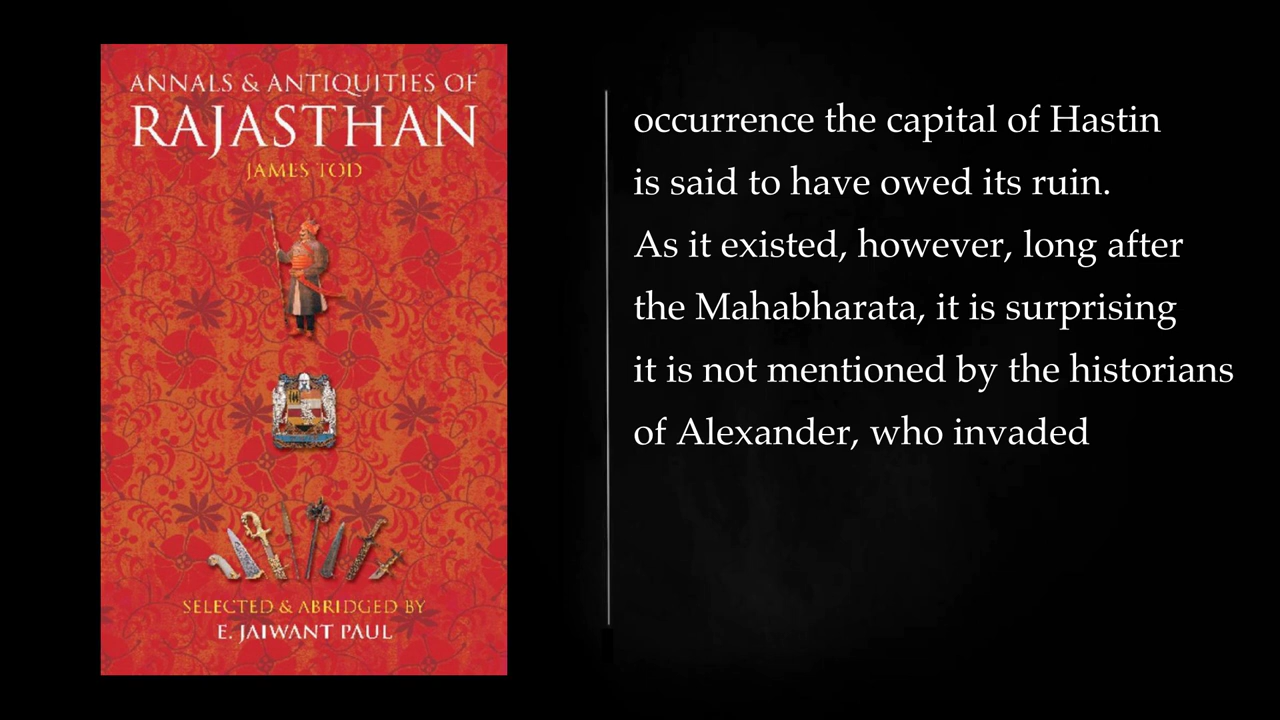 ANNALS & ANTIQUITIES OF
RAJASTHAN
JAMES TOD
SELECTED & ABRIDGED BY
E. JAIWANT PAUL
occurrence the capital of Hastin
is said to have owed its ruin.
As it existed, however, long after
the Mahabharata, it is surprising
it is not mentioned by the historians
of Alexander, who invaded